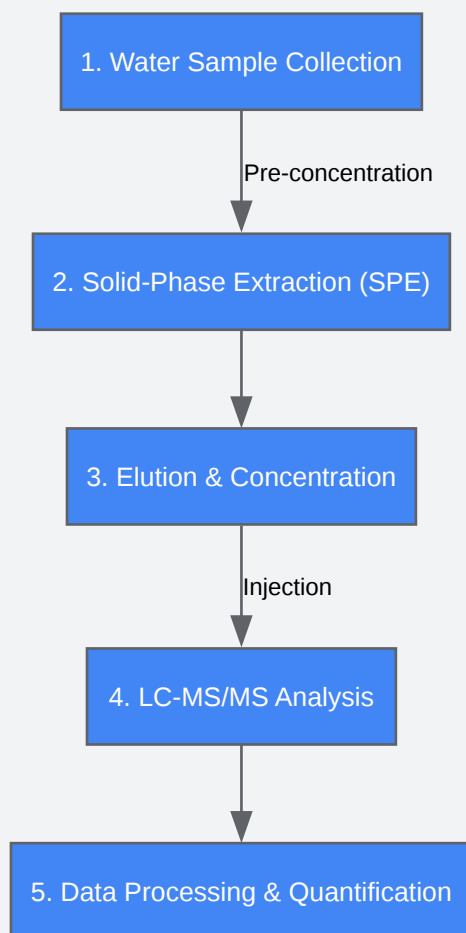 1. Water Sample Collection
Pre-concentration
2. Solid-Phase Extraction (SPE)
3. Elution & Concentration
Injection
4. LC-MS/MS Analysis
5. Data Processing & Quantification